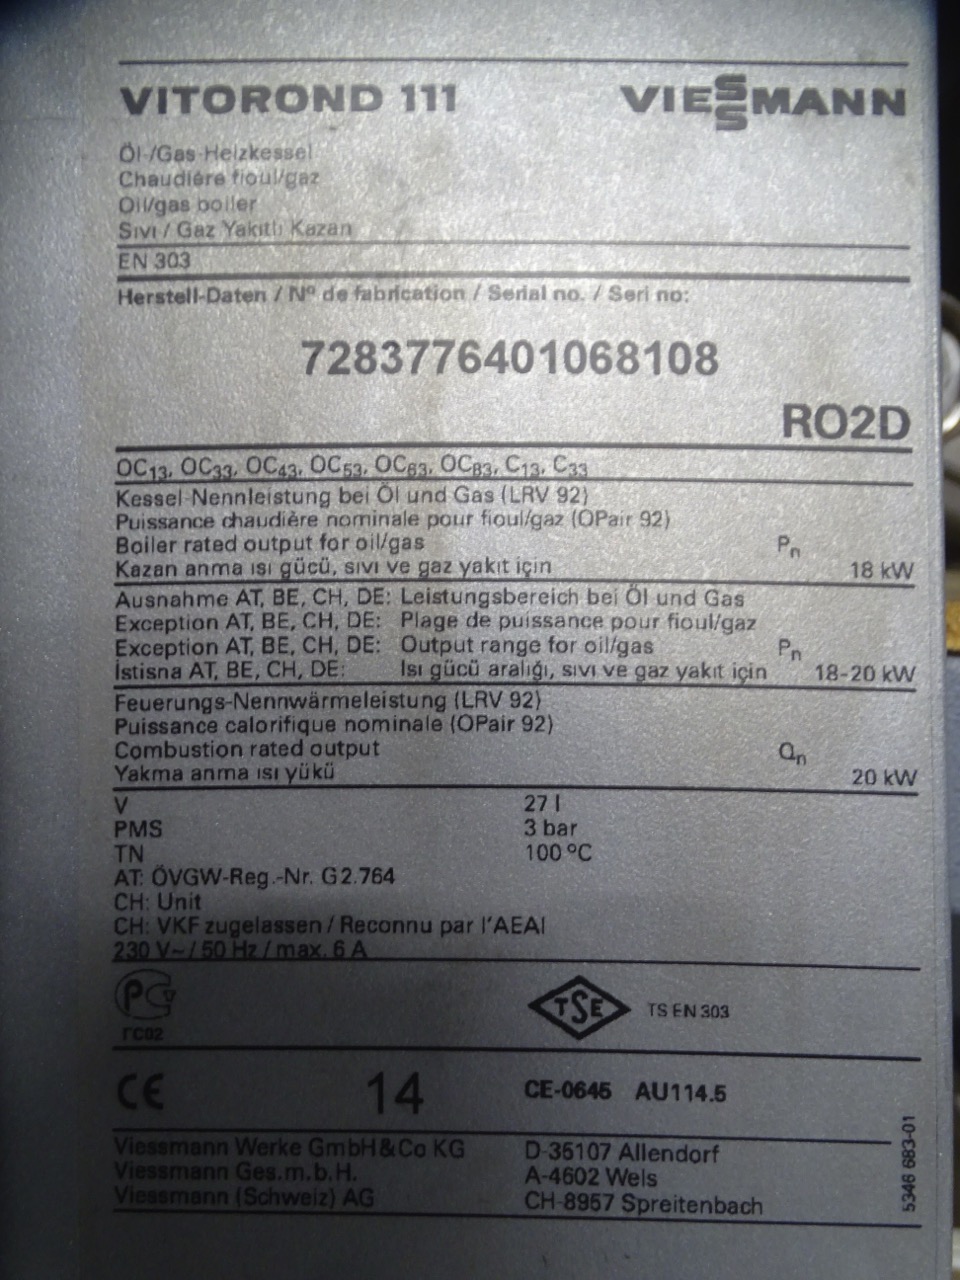 VITOROND 111 VIESSMANN
Öl-/Gas-Heizkessel
Chaudière fioul/gaz
Oil/gas boiler
Sıvı / Gaz Yakıtlı Kazan
EN 303
Herstell-Daten / Nº de fabrication / Serial no. / Seri no:
7283776401068108
RO2D
OC13, OC33, OC43, OC53, OC63, OC83, C13, C33
Kessel-Nennleistung bei Öl und Gas (LRV 92)
Puissance chaudière nominale pour fioul/gaz (OPair 92)
Boiler rated output for oil/gas Pn
Kazan anma ısı gücü, sıvı ve gaz yakıt için 18 kW
Ausnahme AT, BE, CH, DE: Leistungsbereich bei Öl und Gas
Exception AT, BE, CH, DE: Plage de puissance pour fioul/gaz
Exception AT, BE, CH, DE: Output range for oil/gas Pn
İstisna AT, BE, CH, DE: Isı gücü aralığı, sıvı ve gaz yakıt için 18-20 kW
Feuerungs-Nennwärmeleistung (LRV 92)
Puissance calorifique nominale (OPair 92)
Combustion rated output Qn
Yakma anma ısı yükü 20 kW
V 27 l
PMS 3 bar
TN 100 ºC
AT: ÖVGW-Reg.-Nr. G 2.764
CH: Unit
CH: VKF zugelassen / Reconnu par l'AEAI
230 V~ / 50 Hz / max. 6 A
ГС02
TSE TS EN 303
CE 14 CE-0645 AU114.5
Viessmann Werke GmbH & Co KG D-35107 Allendorf
Viessmann Ges.m.b.H. A-4602 Wels
Viessmann (Schweiz) AG CH-8957 Spreitenbach
5346 683-01